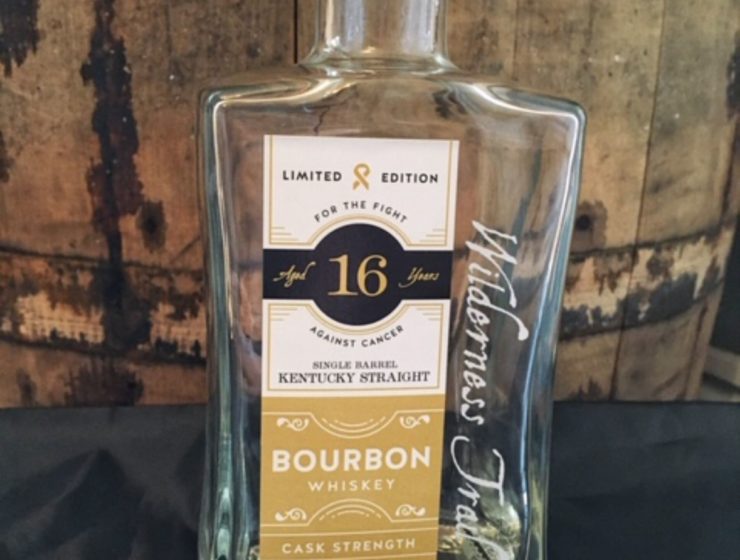 LIMITED EDITION
FOR THE FIGHT
Aged 16 Years
AGAINST CANCER
SINGLE BARREL
KENTUCKY STRAIGHT
BOURBON
WHISKEY
CASK STRENGTH
Wilderness Trail